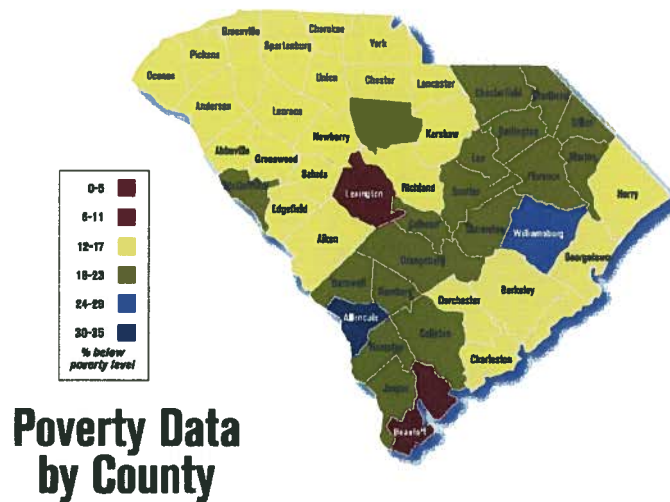 Greenville
Cherokee
Pickens
Spartanburg
York
Oconee
Union
Chester
Lancaster
Chesterfield
Marlboro
Anderson
Laurens
Darlington
Dillon
Newberry
Kershaw
Abbeville
Greenwood
Lee
Marion
Saluda
Lexington
Richland
Florence
Horry
McCormick
Edgefield
Sumter
Calhoun
Clarendon
Williamsburg
Aiken
Georgetown
Orangeburg
Barnwell
Bamberg
Dorchester
Berkeley
Allendale
Colleton
Hampton
Charleston
Jasper
Beaufort
0-5
6-11
12-17
18-23
24-29
30-35
% below
poverty level
Poverty Data
by County